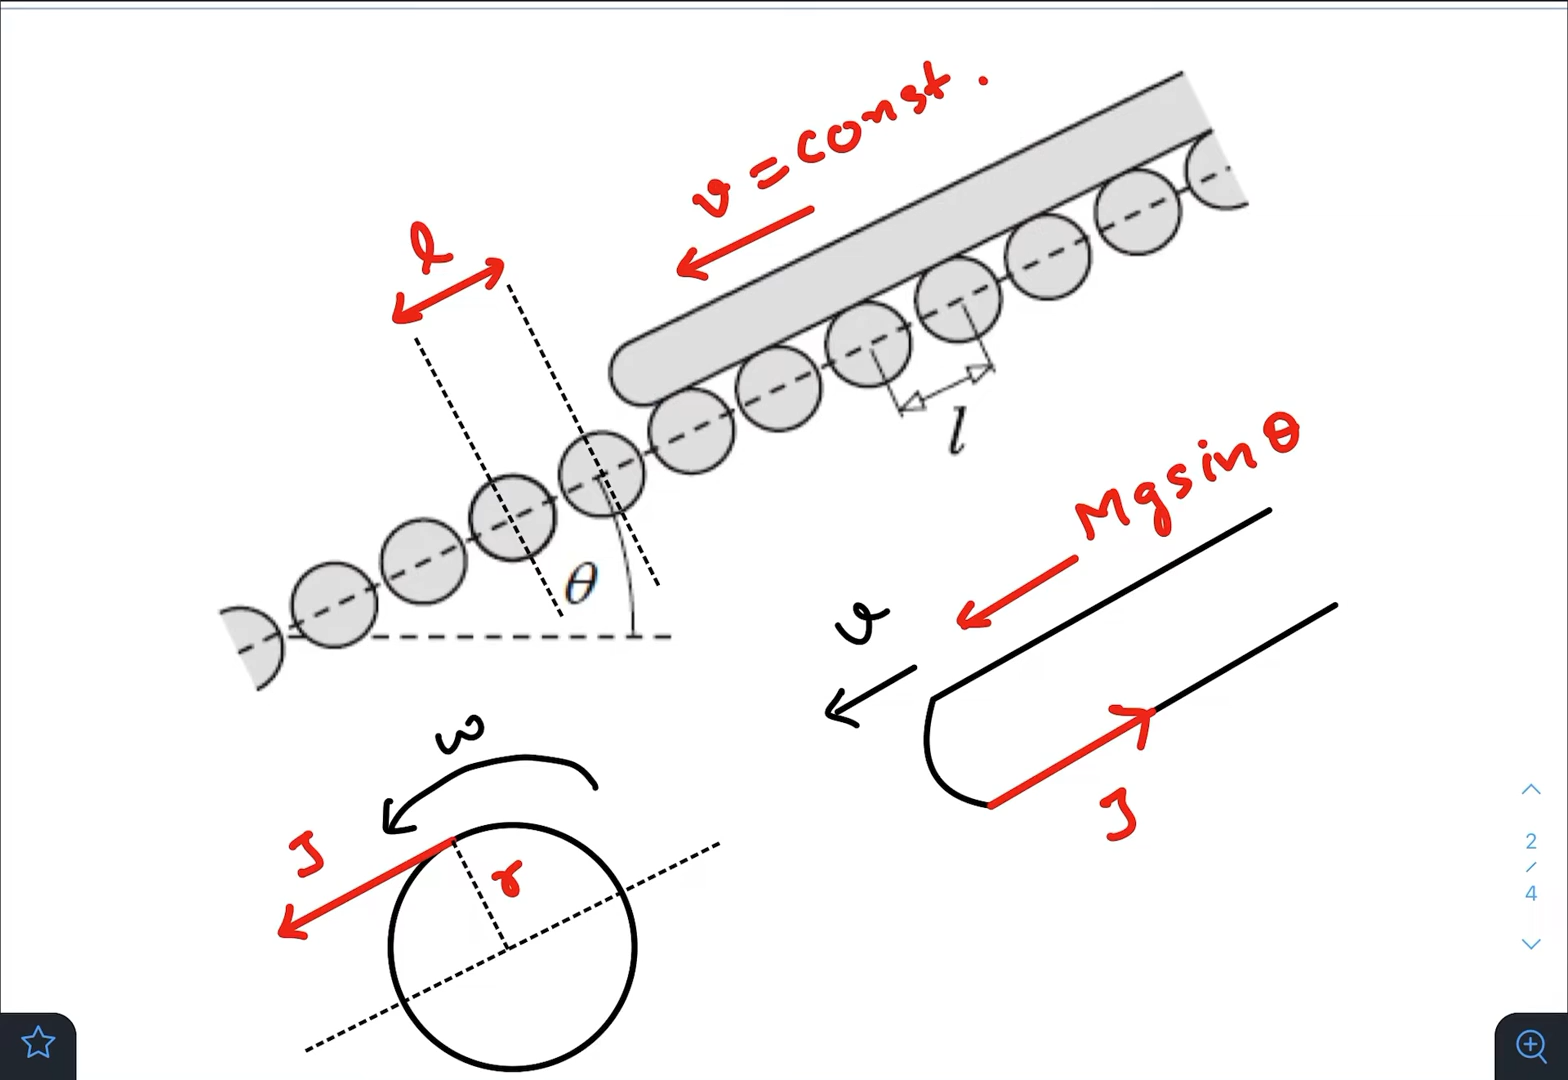 v = const.
l
l
Mg sin θ
θ
v
ω
J
r
J
2
/
4